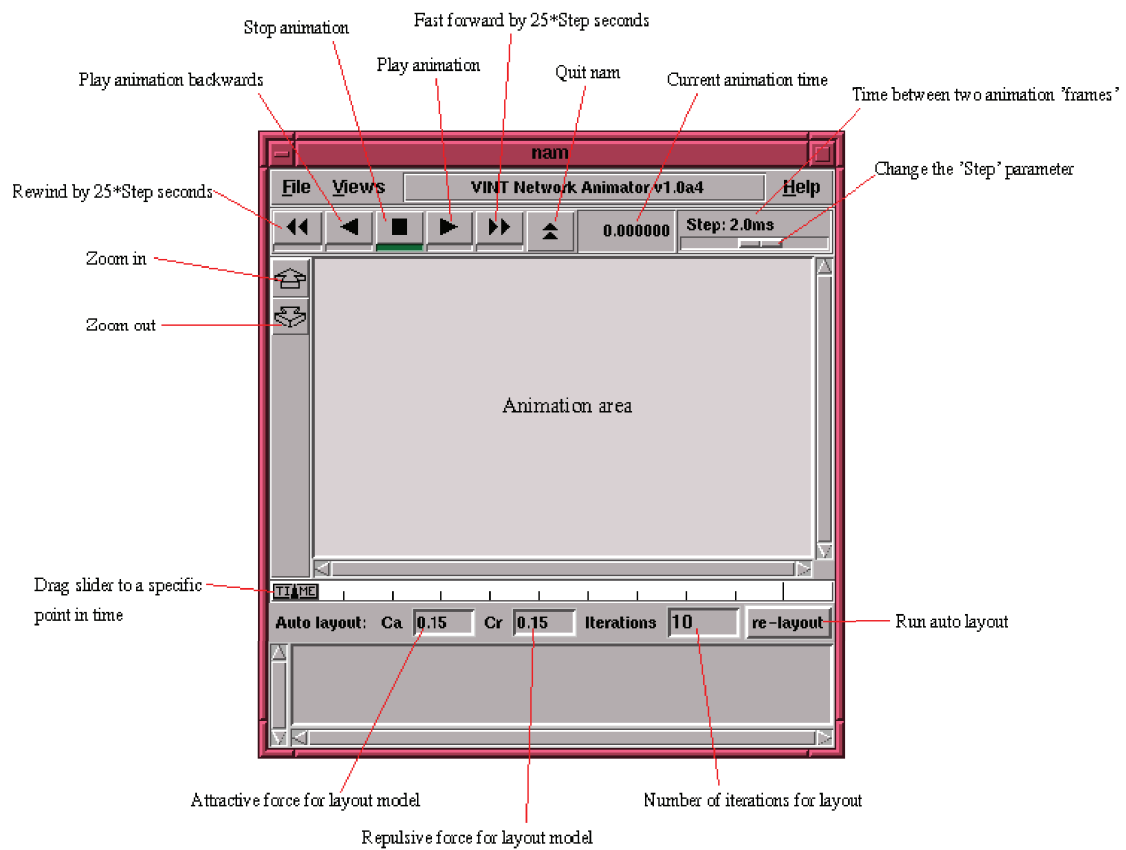 Fast forward by 25*Step seconds
Stop animation
Play animation
Quit nam
Play animation backwards
Current animation time
Time between two animation 'frames'
nam
Change the 'Step' parameter
Rewind by 25*Step seconds
File Views VINT Network Animator v1.0a4 Help
0.000000 Step: 2.0ms
Zoom in
Zoom out
Animation area
Drag slider to a specific
point in time
TIME
Auto layout: Ca 0.15 Cr 0.15 Iterations 10 re-layout
Run auto layout
Attractive force for layout model
Number of iterations for layout
Repulsive force for layout model